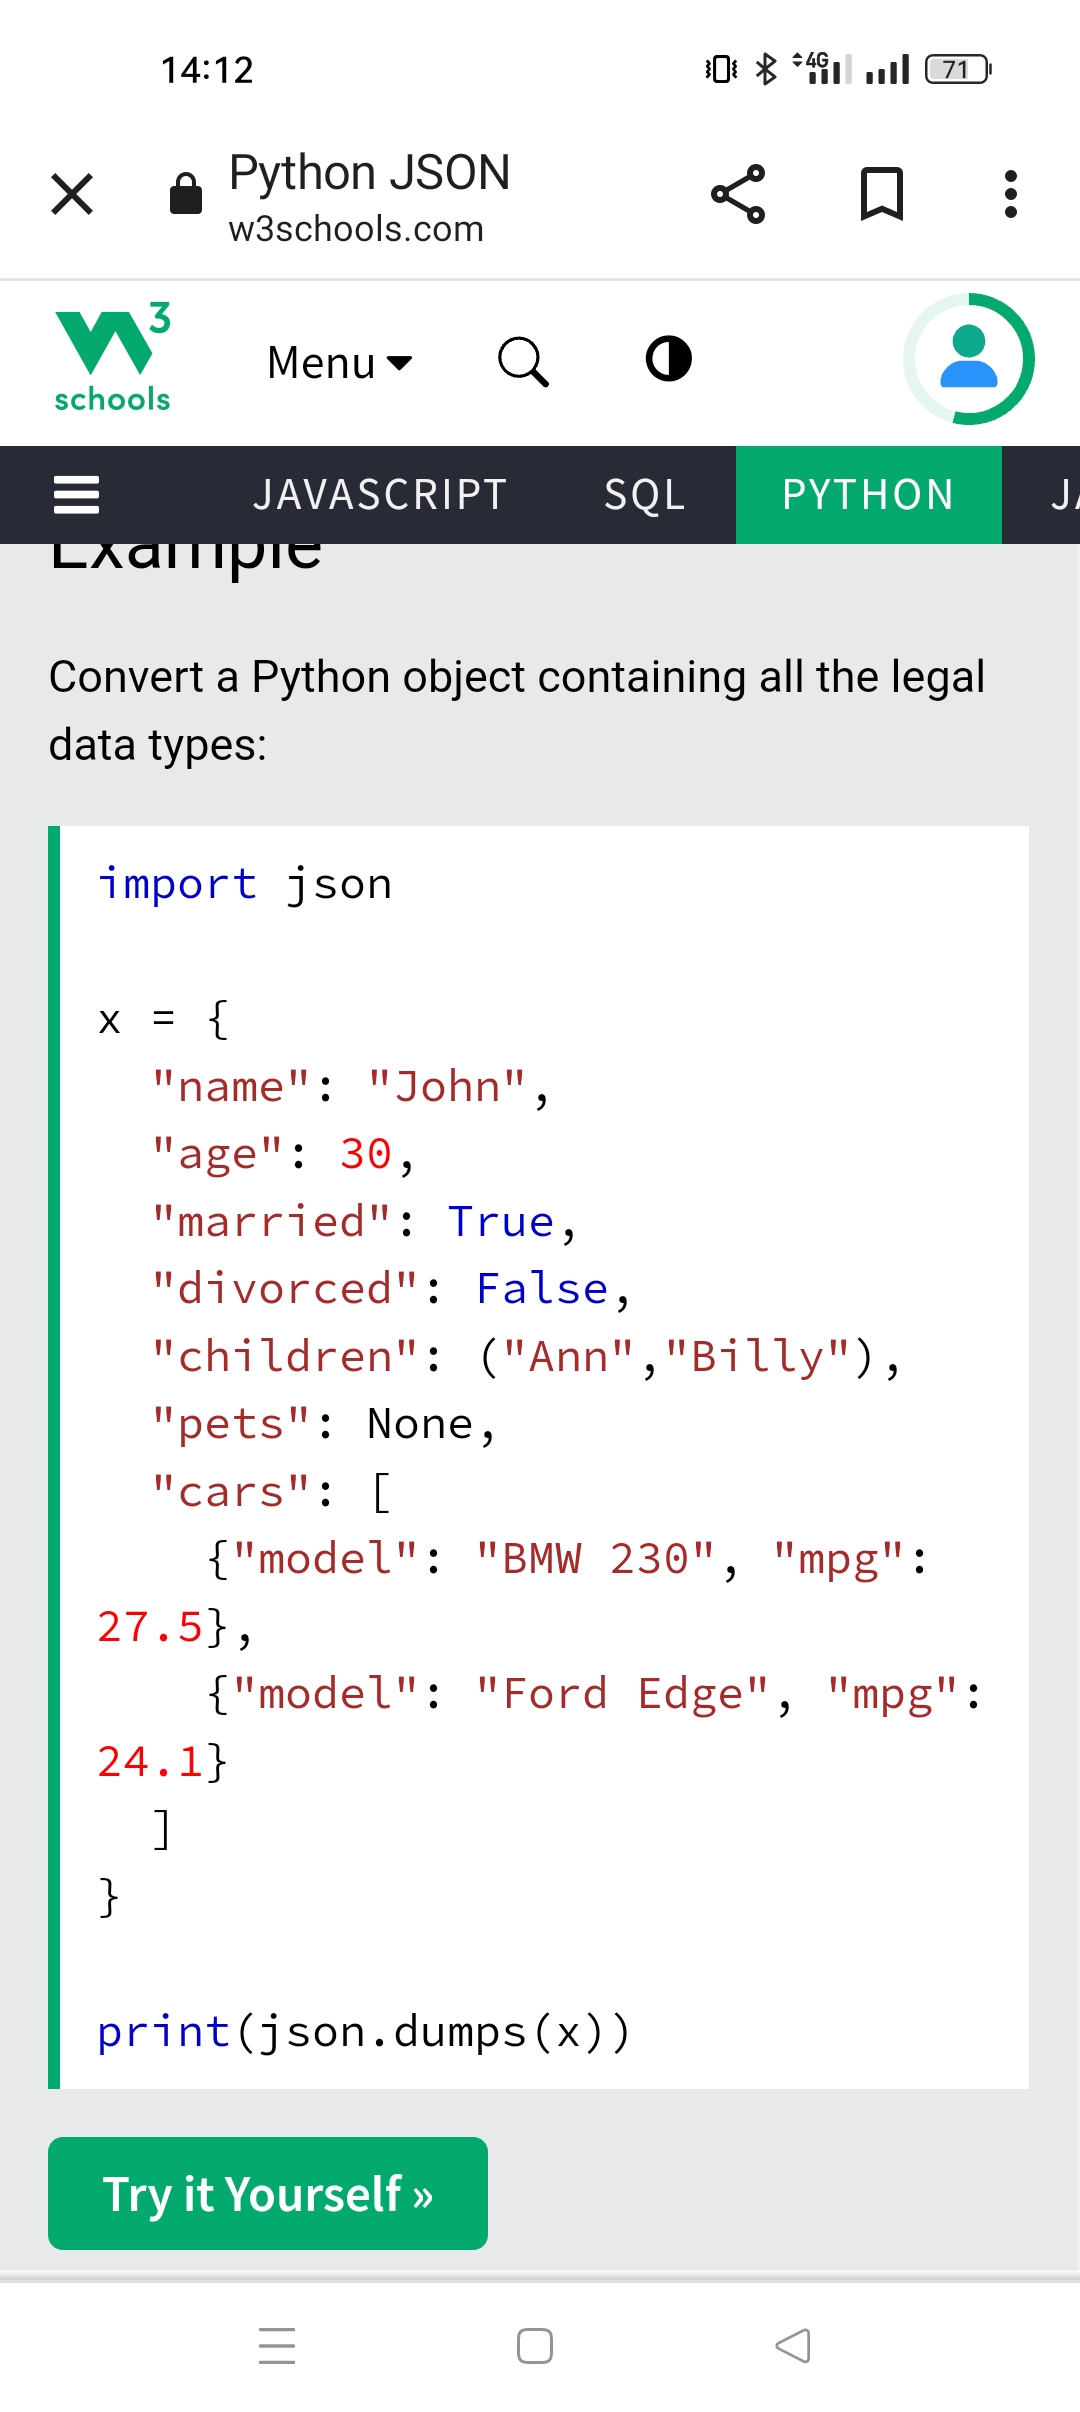 14:12
4G
71
Python JSON
w3schools.com
3
schools
Menu
JAVASCRIPT SQL PYTHON JA
Example
Convert a Python object containing all the legal
data types:
import json
x = {
"name": "John",
"age": 30,
"married": True,
"divorced": False,
"children": ("Ann","Billy"),
"pets": None,
"cars": [
{"model": "BMW 230", "mpg":
27.5},
{"model": "Ford Edge", "mpg":
24.1}
]
}
print(json.dumps(x))
Try it Yourself »